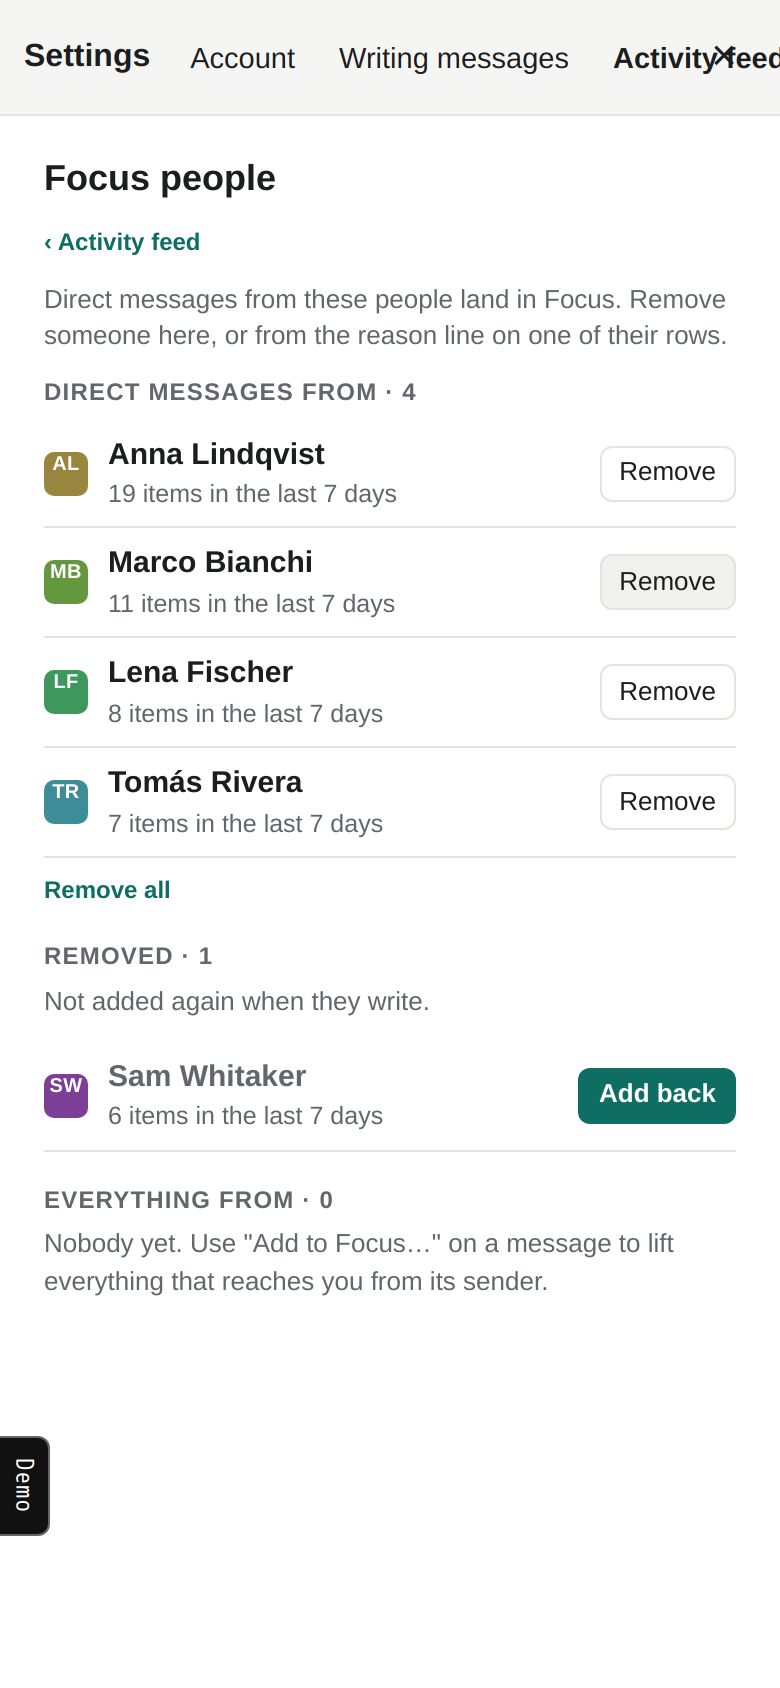 Settings Account Writing messages Activity feed ×
Focus people
‹ Activity feed
Direct messages from these people land in Focus. Remove
someone here, or from the reason line on one of their rows.
DIRECT MESSAGES FROM · 4
AL Anna Lindqvist Remove
19 items in the last 7 days
MB Marco Bianchi Remove
11 items in the last 7 days
LF Lena Fischer Remove
8 items in the last 7 days
TR Tomás Rivera Remove
7 items in the last 7 days
Remove all
REMOVED · 1
Not added again when they write.
SW Sam Whitaker Add back
6 items in the last 7 days
EVERYTHING FROM · 0
Nobody yet. Use "Add to Focus…" on a message to lift
everything that reaches you from its sender.
Demo